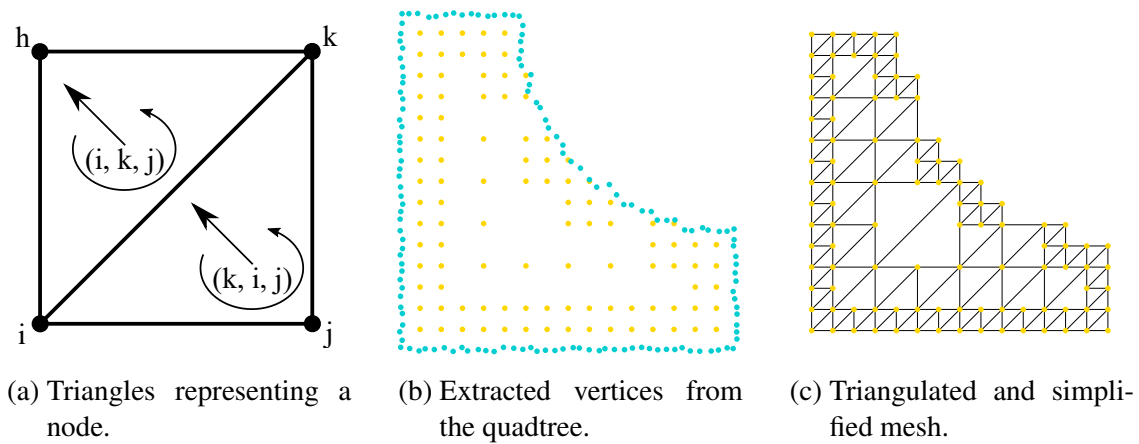 h
k
(i, k, j)
(k, i, j)
i
j
(a) Triangles representing a
node.
(b) Extracted vertices from
the quadtree.
(c) Triangulated and simpli-
fied mesh.